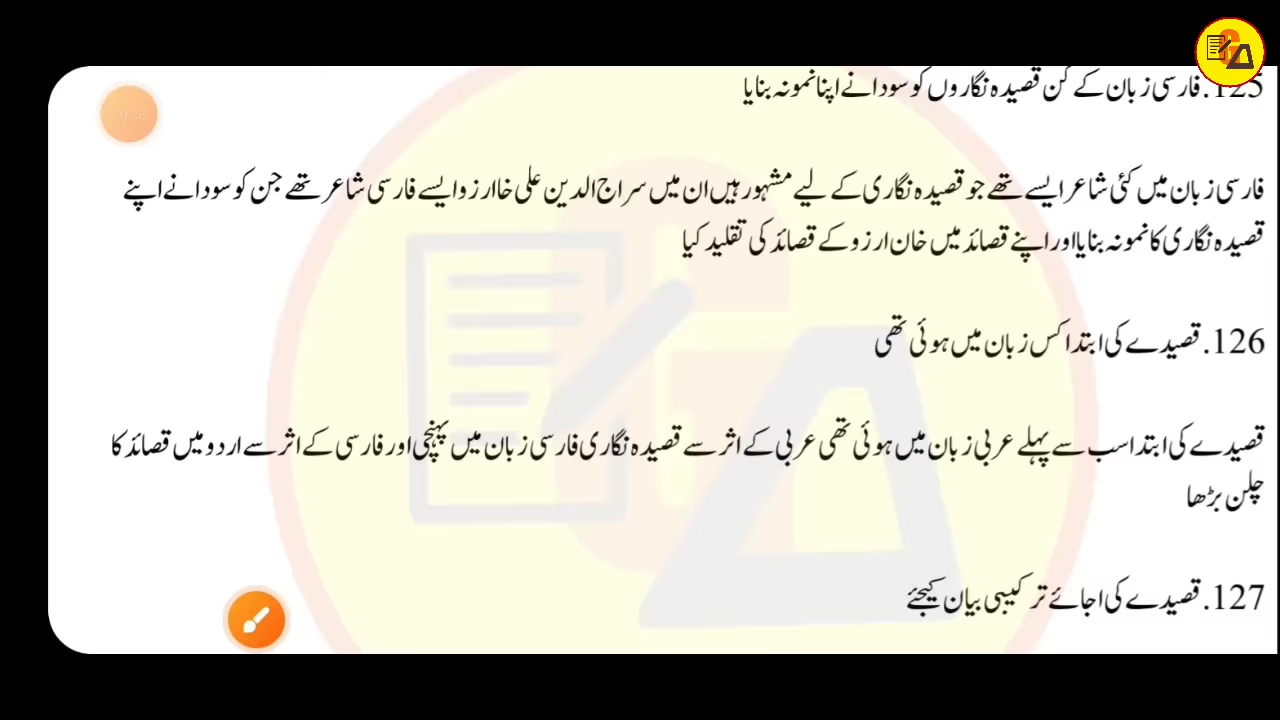 125. فارسی زبان کے کن قصیدہ نگاروں کو سودا نے اپنا نمونہ بنایا
فارسی زبان میں کئی شاعر ایسے تھے جو قصیدہ نگاری کے لیے مشہور ہیں ان میں سراج الدین علی خاارزو ایسے فارسی شاعر تھے جن کو سودا نے اپنے
قصیدہ نگاری کا نمونہ بنایا اور اپنے قصائد میں خان ارزو کے قصائد کی تقلید کیا
126. قصیدے کی ابتدا کس زبان میں ہوئی تھی
قصیدے کی ابتدا سب سے پہلے عربی زبان میں ہوئی تھی عربی کے اثر سے قصیدہ نگاری فارسی زبان میں پہنچی اور فارسی کے اثر سے اردو میں قصائد کا
چلن بڑھا
127. قصیدے کی اجائے ترکیبی بیان کیجئے